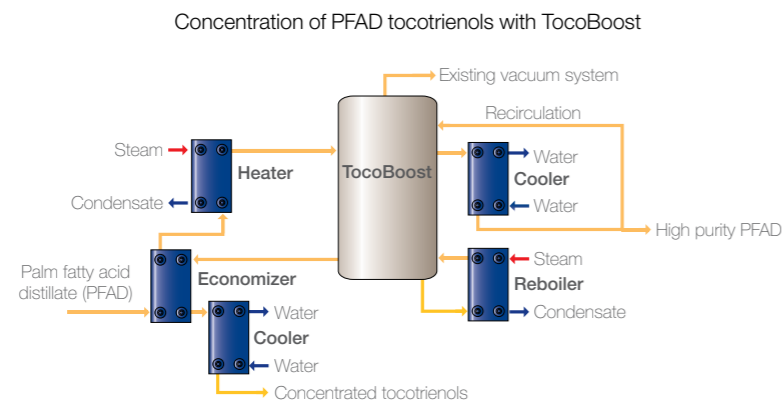 Concentration of PFAD tocotrienols with TocoBoost
Existing vacuum system
Recirculation
Steam
Heater
Condensate
TocoBoost
Water
Cooler
Water
High purity PFAD
Palm fatty acid
distillate (PFAD)
Economizer
Steam
Reboiler
Condensate
Water
Cooler
Water
Concentrated tocotrienols